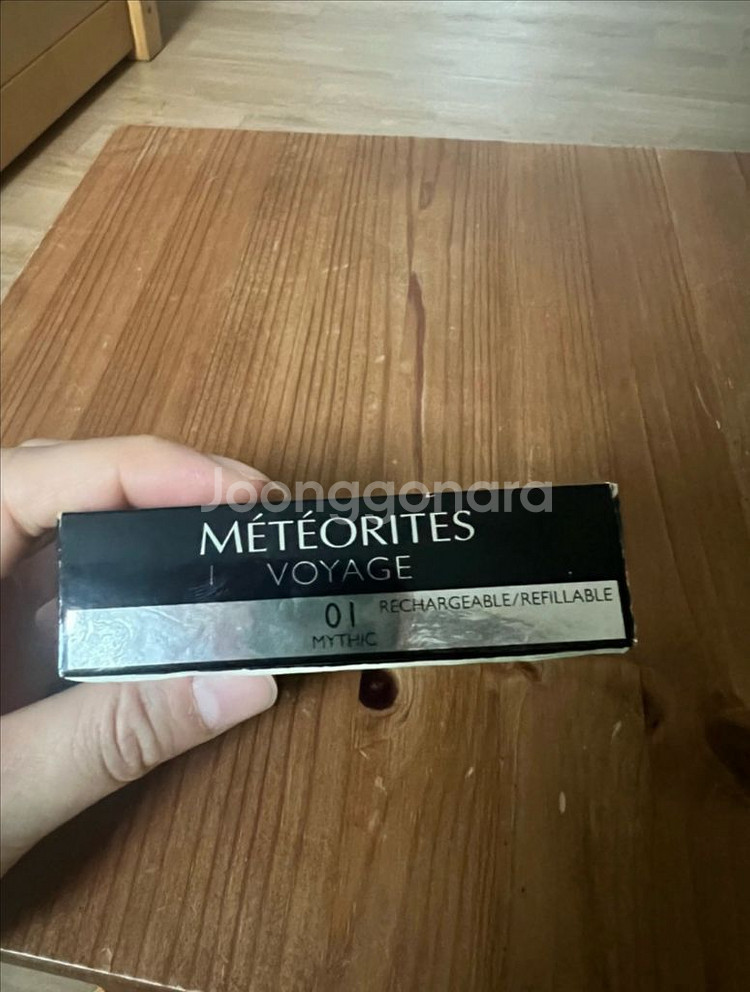 Joonggonara
MÉTÉORITES
VOYAGE
01 RECHARGEABLE/REFILLABLE
MYTHIC